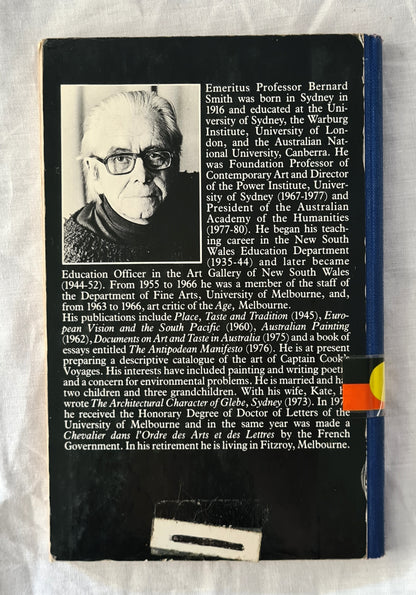 Emeritus Professor Bernard
Smith was born in Sydney in
1916 and educated at the Uni-
versity of Sydney, the Warburg
Institute, University of Lon-
don, and the Australian Nat-
ional University, Canberra. He
was Foundation Professor of
Contemporary Art and Director
of the Power Institute, Univer-
sity of Sydney (1967-1977) and
President of the Australian
Academy of the Humanities
(1977-80). He began his teach-
ing career in the New South
Wales Education Department
(1935-44) and later became
Education Officer in the Art Gallery of New South Wales
(1944-52). From 1955 to 1966 he was a member of the staff of
the Department of Fine Arts, University of Melbourne, and,
from 1963 to 1966, art critic of the Age, Melbourne.
His publications include Place, Taste and Tradition (1945), Euro-
pean Vision and the South Pacific (1960), Australian Painting
(1962), Documents on Art and Taste in Australia (1975) and a book of
essays entitled The Antipodean Manifesto (1976). He is at present
preparing a descriptive catalogue of the art of Captain Cook's
Voyages. His interests have included painting and writing poet
and a concern for environmental problems. He is married and ha
two children and three grandchildren. With his wife, Kate, h
wrote The Architectural Character of Glebe, Sydney (1973). In 197
he received the Honorary Degree of Doctor of Letters of the
University of Melbourne and in the same year was made a
Chevalier dans l'Ordre des Arts et des Lettres by the French
Government. In his retirement he is living in Fitzroy, Melbourne.